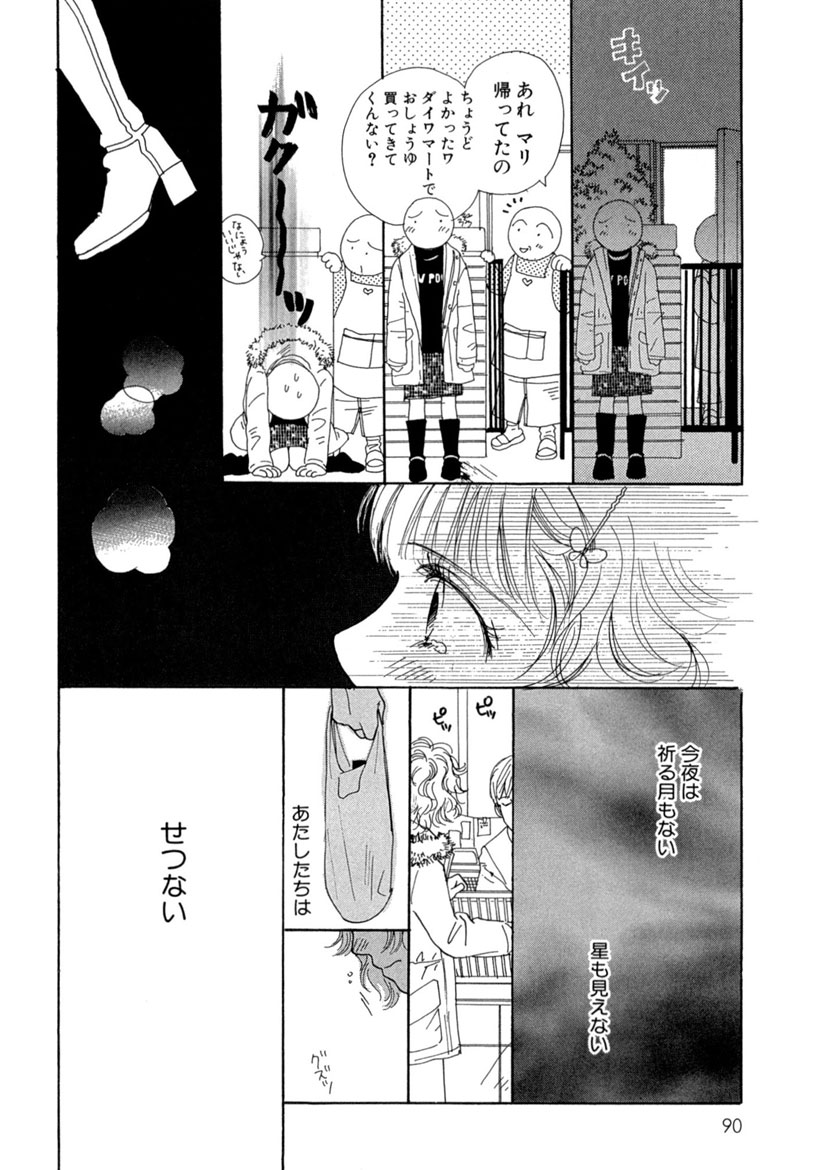 キイッ
あれ マリ
帰ってたの
ちょうど
よかったワ
ダイワマートで
おしょうゆ
買ってきて
くんない?
ガクーーーッ
なにょう
いいじゃな、
今夜は
祈る月もない
星も見えない
ピッ
ピッ
あたしたちは
グズッ
せつない
90